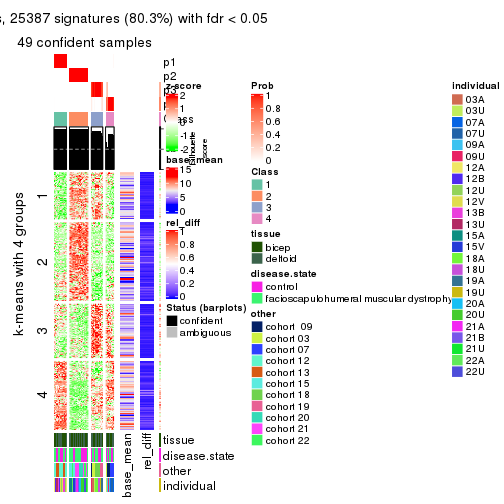 s, 25387 signatures (80.3%) with fdr < 0.05
49 confident samples
p1
p2
p3
z-score
2
1
0
-1
-2
Silhouette
score
base_mean
15
10
5
0
rel_diff
1
0.8
0.6
0.4
0.2
0
Status (barplots)
confident
ambiguous
Prob
1
0.8
0.6
0.4
0.2
0
Class
1
2
3
4
tissue
bicep
deltoid
disease.state
control
facioscapulohumeral muscular dystrophy
other
cohort 09
cohort 03
cohort 07
cohort 12
cohort 13
cohort 15
cohort 18
cohort 19
cohort 20
cohort 21
cohort 22
individual
03A
03U
07A
07U
09A
09U
12A
12B
12U
12V
13B
13U
15A
15V
18A
18U
19A
19U
20A
20U
21A
21B
21U
22A
22U
k-means with 4 groups
1
2
3
4
base_mean
rel_diff
tissue
disease.state
other
individual